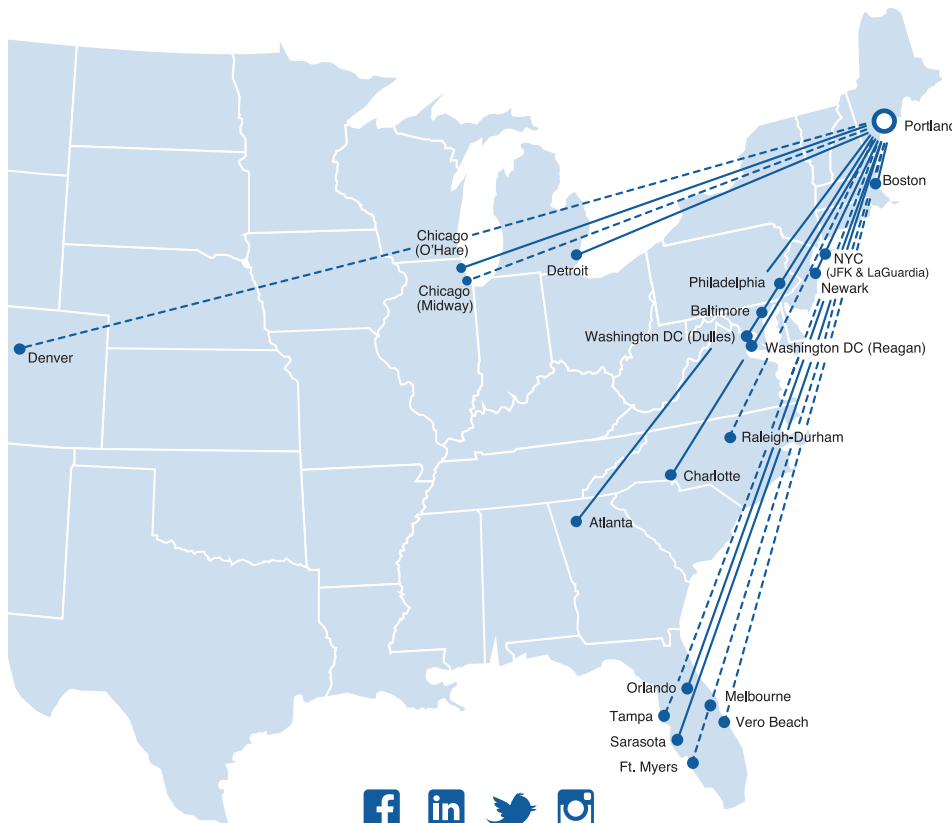 Portland
Boston
Chicago
(O'Hare)
Detroit
NYC
(JFK & LaGuardia)
Philadelphia
Newark
Chicago
(Midway)
Baltimore
Washington DC (Dulles)
Washington DC (Reagan)
Denver
Raleigh-Durham
Charlotte
Atlanta
Orlando
Melbourne
Tampa
Vero Beach
Sarasota
Ft. Myers